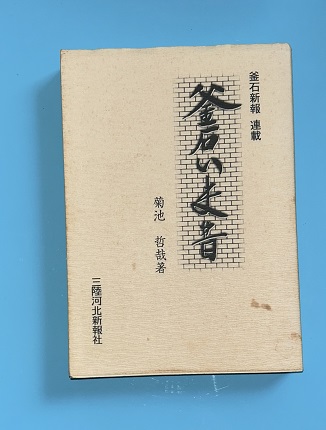 釜石新報 連載
釜石いま昔
菊池 哲哉著
三陸河北新報社